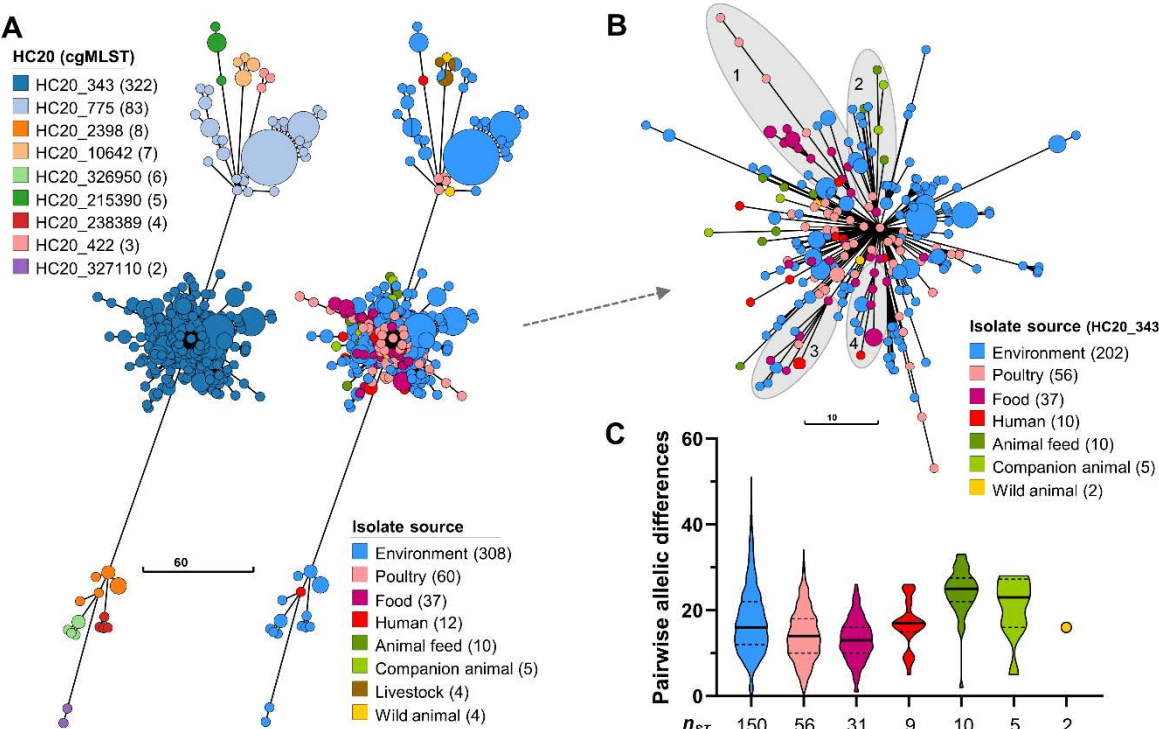 A
HC20 (cgMLST)
HC20_343 (322)
HC20_775 (83)
HC20_2398 (8)
HC20_10642 (7)
HC20_326950 (6)
HC20_215390 (5)
HC20_238389 (4)
HC20_422 (3)
HC20_327110 (2)
60
Isolate source
Environment (308)
Poultry (60)
Food (37)
Human (12)
Animal feed (10)
Companion animal (5)
Livestock (4)
Wild animal (4)
B
1
2
3
4
10
Isolate source (HC20_343
Environment (202)
Poultry (56)
Food (37)
Human (10)
Animal feed (10)
Companion animal (5)
Wild animal (2)
C
Pairwise allelic differences
60
40
20
0
nST 150 56 31 9 10 5 2